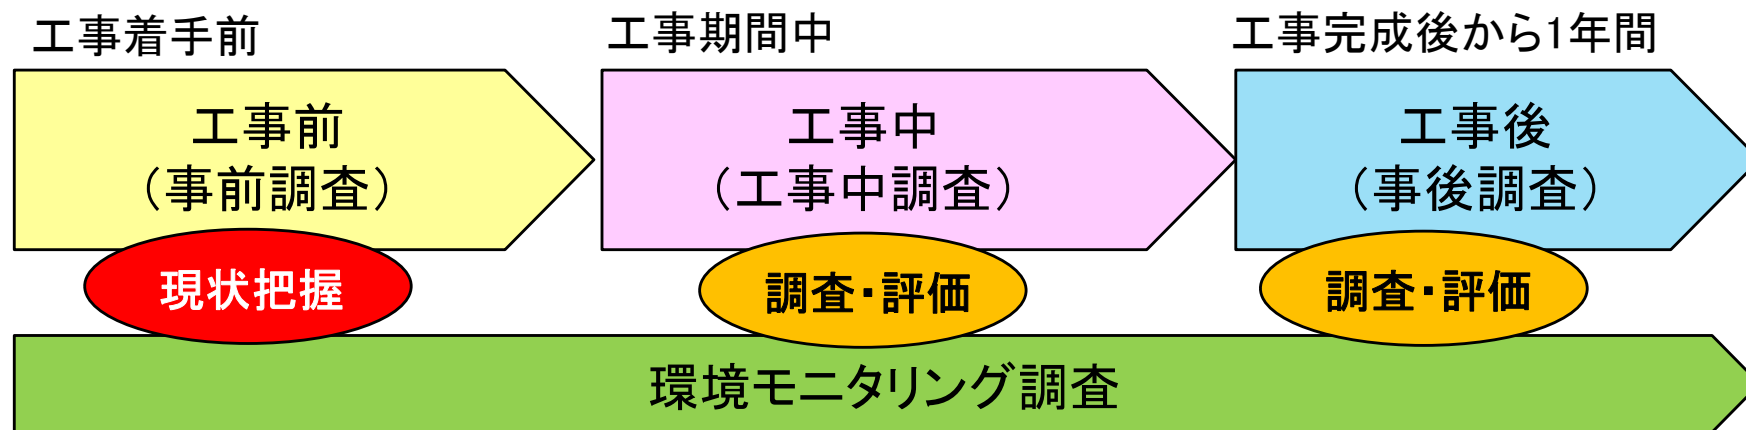 工事着手前
工事期間中
工事完成後から1年間
工事前
（事前調査）
工事中
（工事中調査）
工事後
（事後調査）
現状把握
調査・評価
調査・評価
環境モニタリング調査